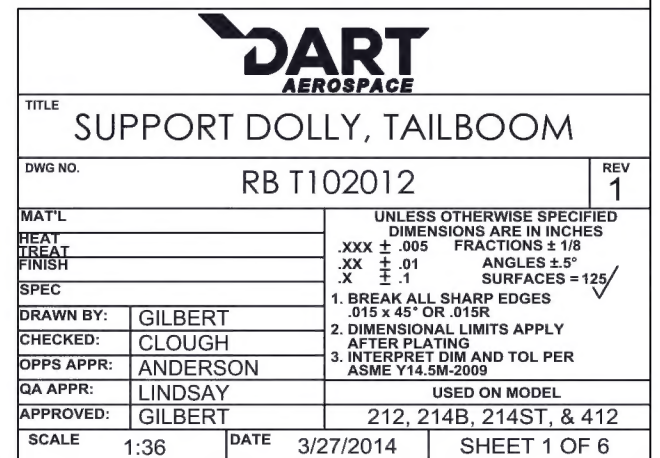 DART
AEROSPACE
TITLE
SUPPORT DOLLY, TAILBOOM
DWG NO.
RB T102012
REV
1
MAT'L
HEAT
TREAT
FINISH
SPEC
DRAWN BY: GILBERT
CHECKED: CLOUGH
OPPS APPR: ANDERSON
QA APPR: LINDSAY
APPROVED: GILBERT
UNLESS OTHERWISE SPECIFIED
DIMENSIONS ARE IN INCHES
.XXX ± .005 FRACTIONS ± 1/8
.XX ± .01 ANGLES ±.5°
.X ± .1 SURFACES = 125
1. BREAK ALL SHARP EDGES
.015 x 45° OR .015R
2. DIMENSIONAL LIMITS APPLY
AFTER PLATING
3. INTERPRET DIM AND TOL PER
ASME Y14.5M-2009
USED ON MODEL
212, 214B, 214ST, & 412
SCALE 1:36 DATE 3/27/2014 SHEET 1 OF 6